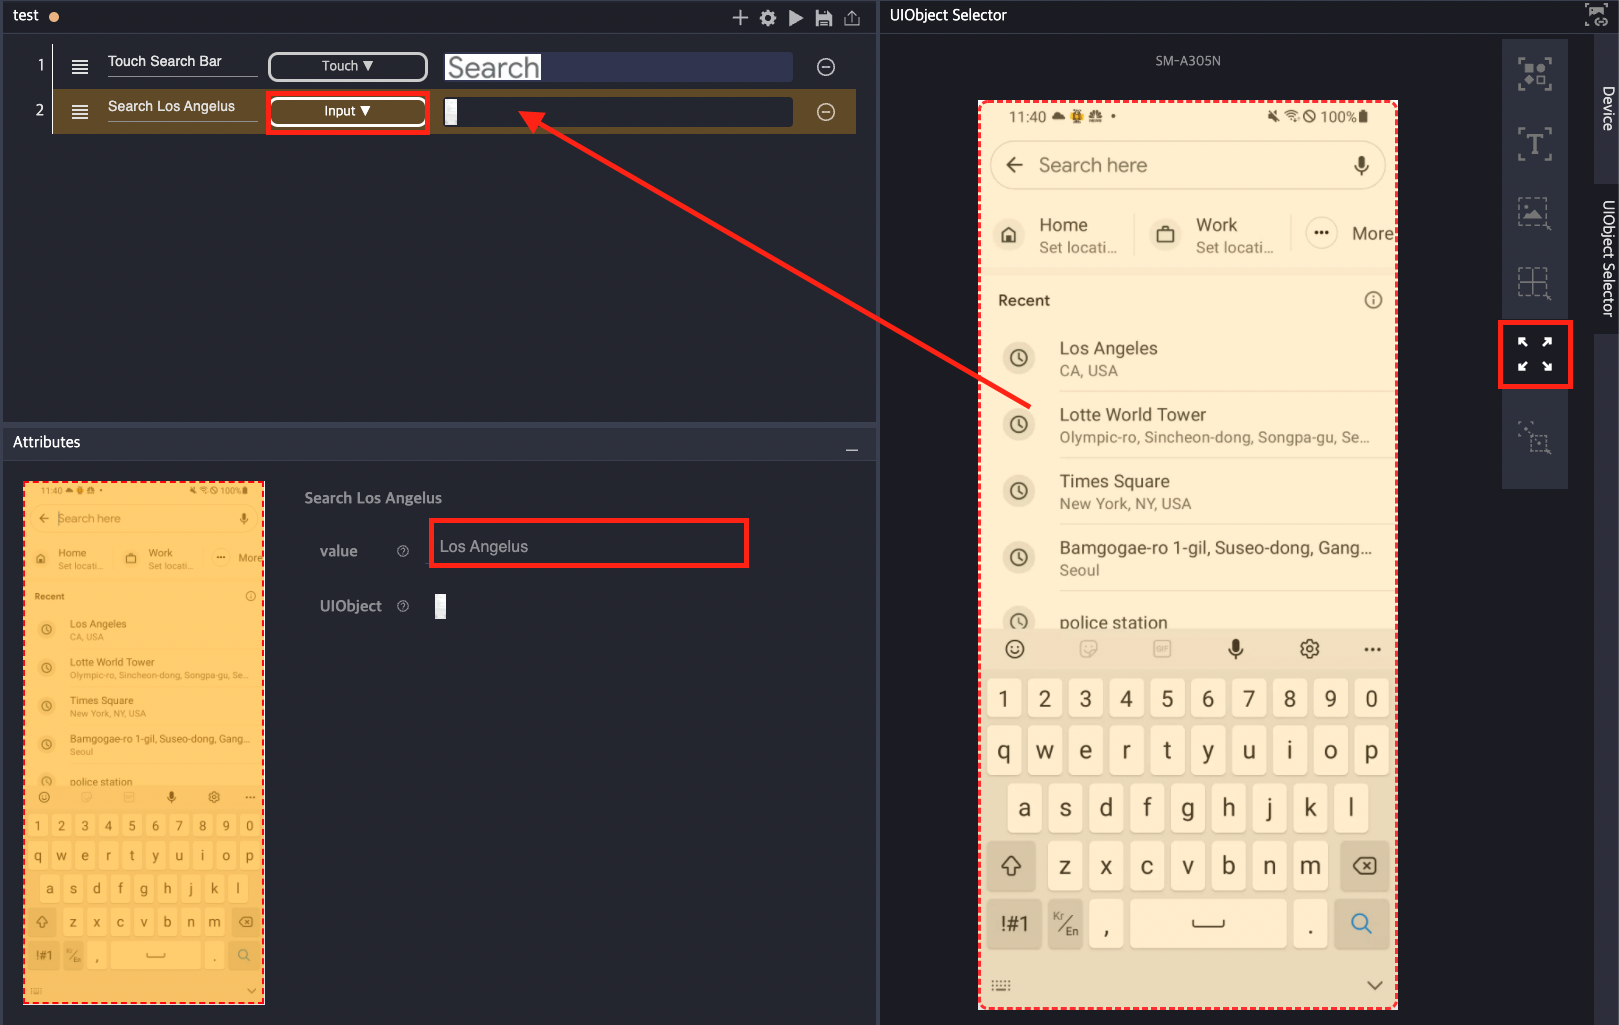 test
1
Touch Search Bar
Touch ▼
Search
2
Search Los Angelus
Input ▼
Attributes
11:40
100%
Search here
Home
Set locati...
Work
Set locati...
More
Recent
Los Angeles
CA, USA
Lotte World Tower
Olympic-ro, Sincheon-dong, Songpa-gu, Se...
Times Square
New York, NY, USA
Bamgogae-ro 1-gil, Suseo-dong, Gang...
Seoul
police station
1 2 3 4 5 6 7 8 9 0
q w e r t y u i o p
a s d f g h j k l
z x c v b n m
!#1 , .
Search Los Angelus
value
Los Angelus
UIObject
UIObject Selector
SM-A305N
11:40
100%
Search here
Home
Set locati...
Work
Set locati...
More
Recent
Los Angeles
CA, USA
Lotte World Tower
Olympic-ro, Sincheon-dong, Songpa-gu, Se...
Times Square
New York, NY, USA
Bamgogae-ro 1-gil, Suseo-dong, Gang...
Seoul
police station
GIF
1 2 3 4 5 6 7 8 9 0
q w e r t y u i o p
a s d f g h j k l
z x c v b n m
!#1 Kr/En , .
T
Device
UIObject Selector